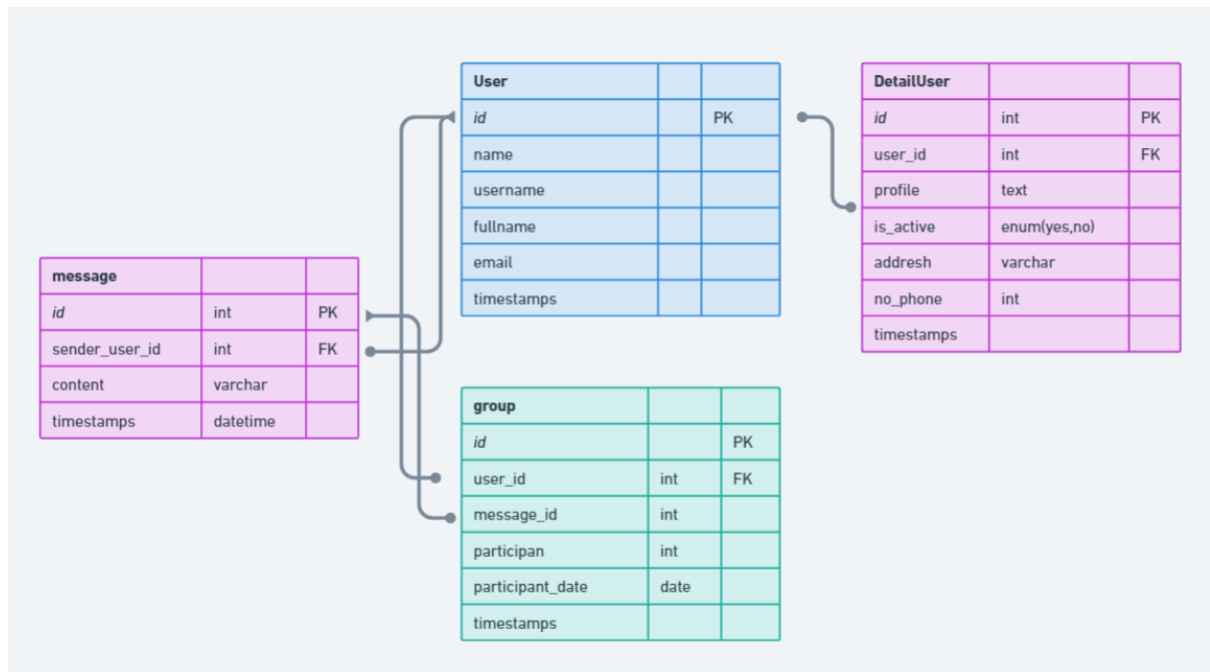 User
id PK
name
username
fullname
email
timestamps
DetailUser
id int PK
user_id int FK
profile text
is_active enum(yes,no)
addresh varchar
no_phone int
timestamps
message
id int PK
sender_user_id int FK
content varchar
timestamps datetime
group
id PK
user_id int FK
message_id int
participan int
participant_date date
timestamps